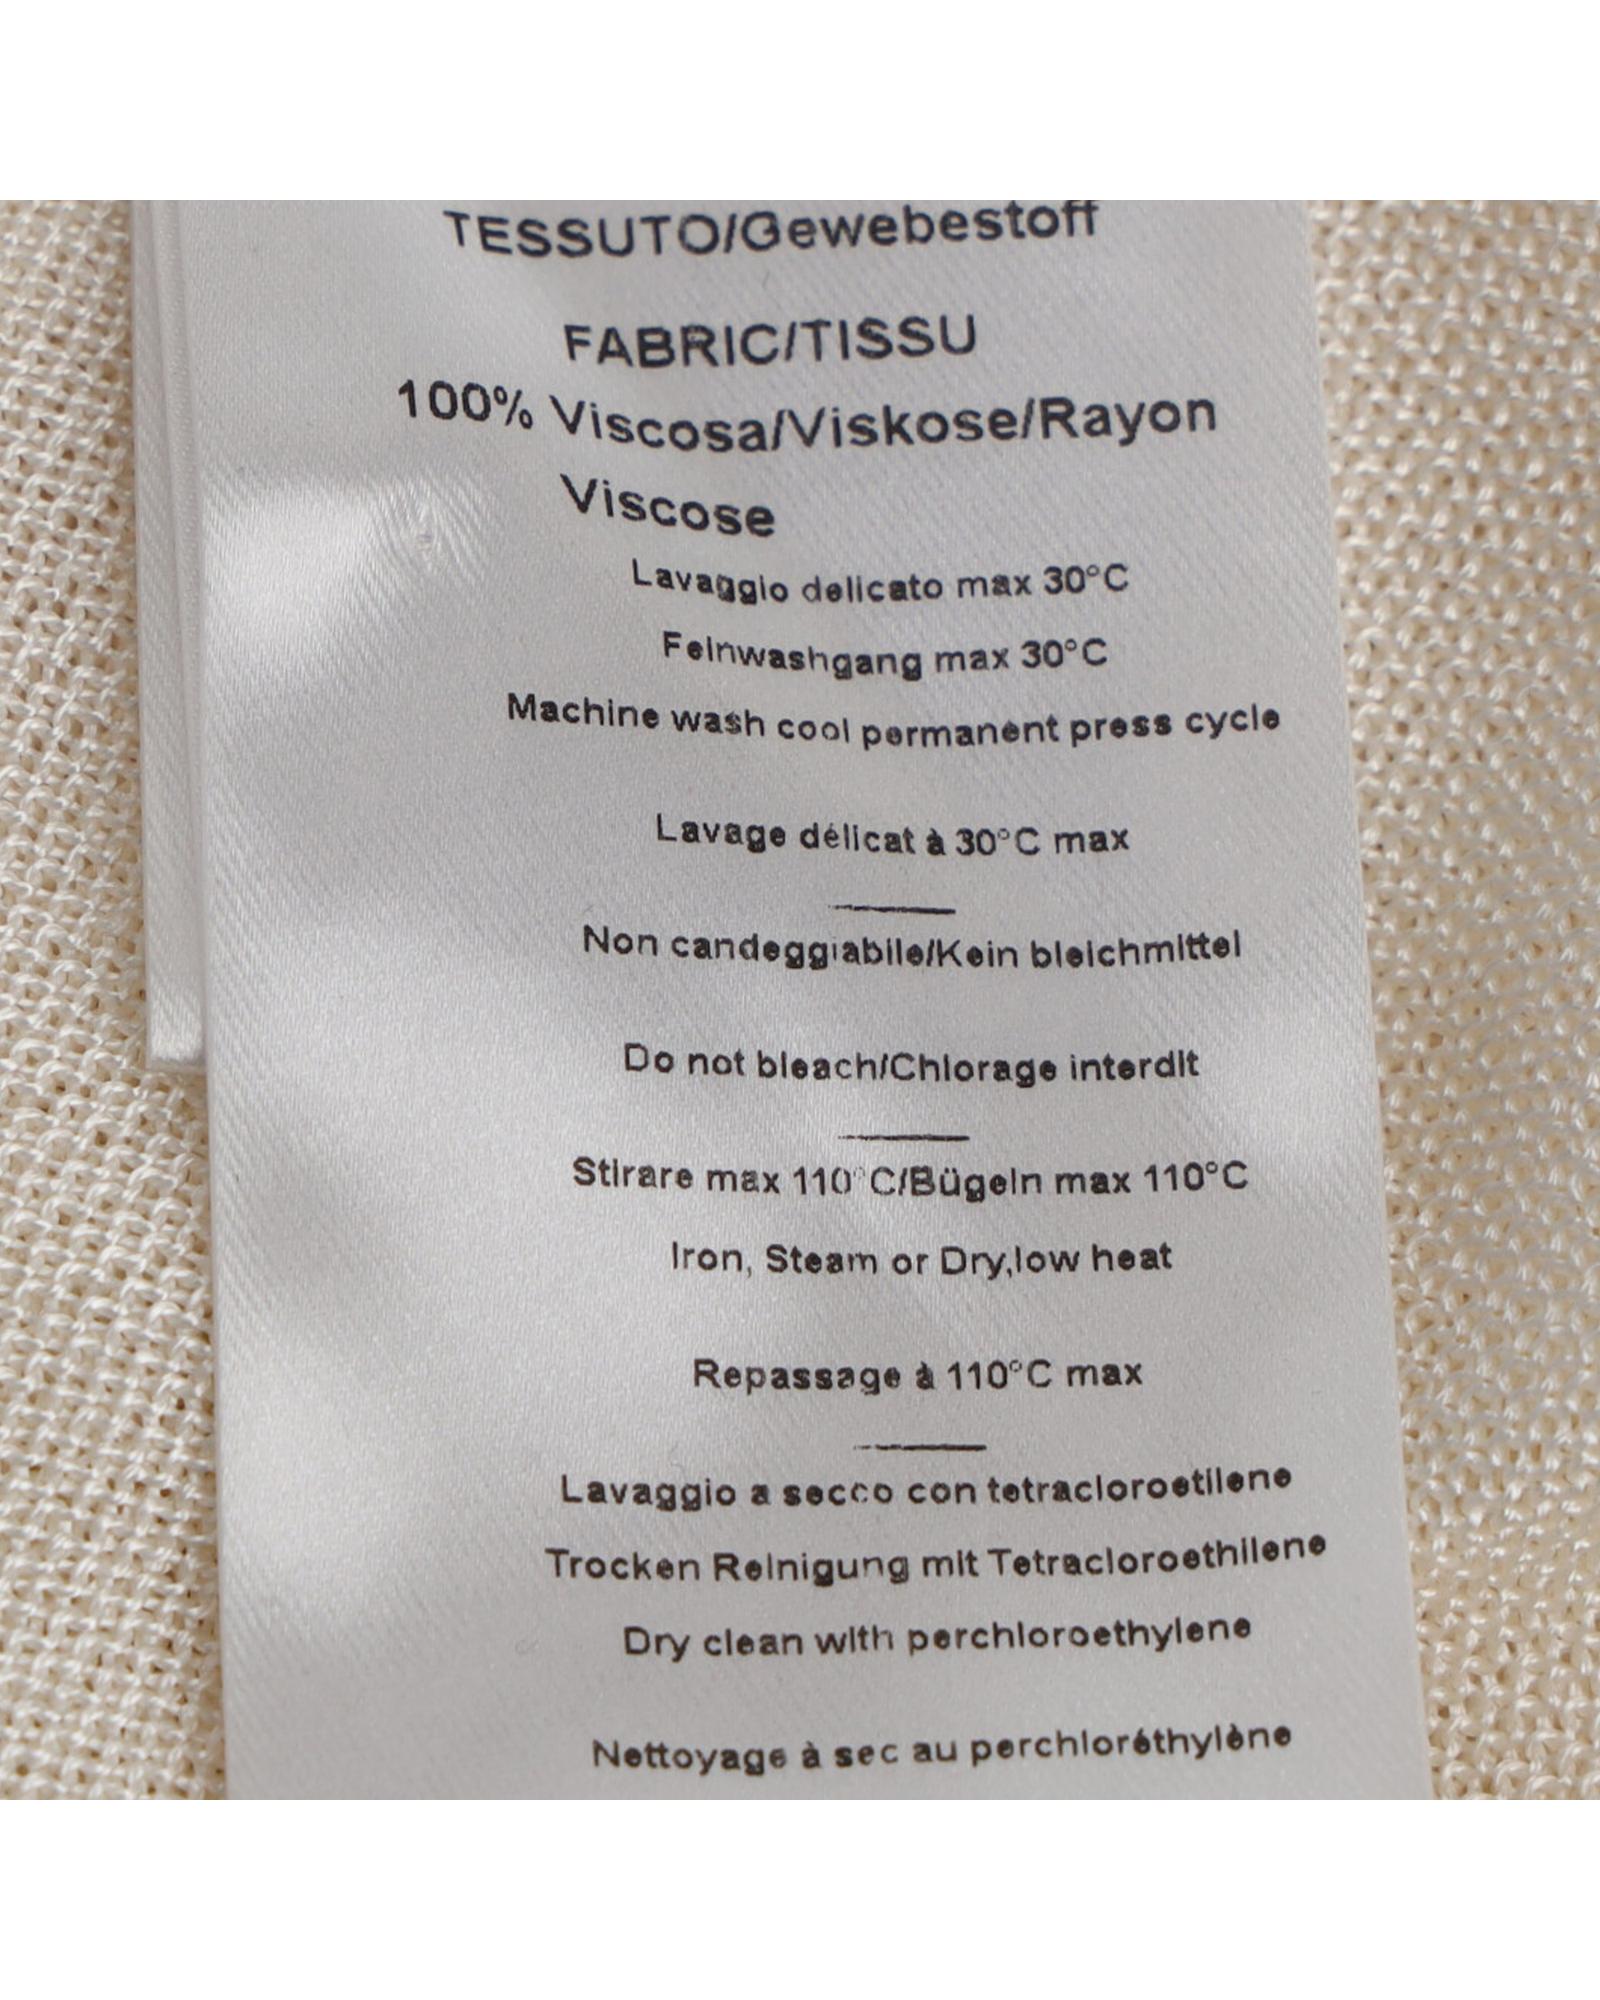 TESSUTO/Gewebestoff
FABRIC/TISSU
100% Viscosa/Viskose/Rayon
Viscose
Lavaggio delicato max 30°C
Feinwashgang max 30°C
Machine wash cool permanent press cycle
Lavage délicat à 30°C max
Non candeggiabile/Kein bleichmittel
Do not bleach/Chlorage interdit
Stirare max 110°C/Bügeln max 110°C
Iron, Steam or Dry,low heat
Repassage à 110°C max
Lavaggio a secco con tetracloroetilene
Trocken Reinigung mit Tetracloroethilene
Dry clean with perchloroethylene
Nettoyage à sec au perchloréthylène